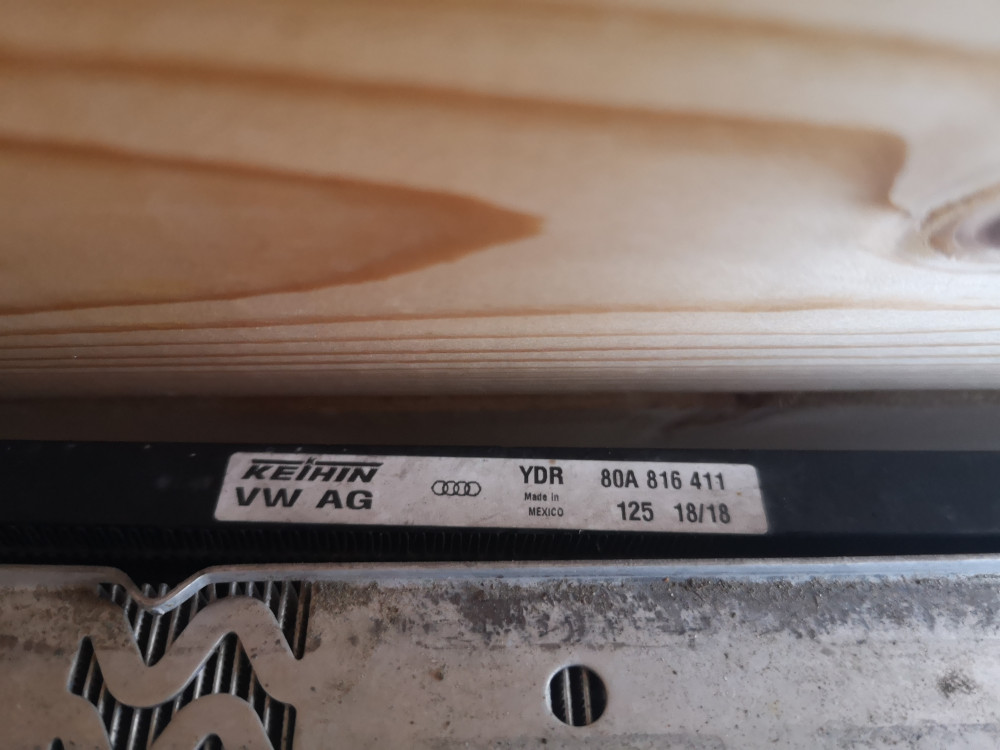 KEIHIN YDR 80A 816 411
VW AG Made in 125 18/18
MEXICO